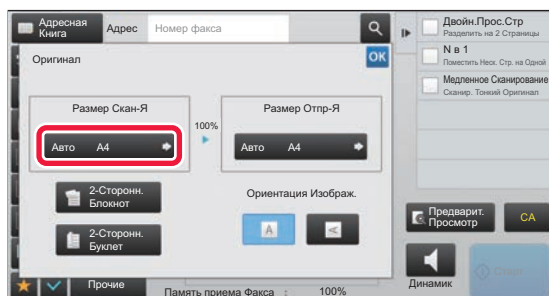 Адресная
Книга
Адрес
Номер факса
Двойн.Прос.Стр
Разделить на 2 Страницы
N в 1
Поместить Неск. Стр. на Одной
Медленное Сканирование
Сканир. Тонкий Оригинал
Оригинал
OK
Размер Скан-Я
100%
Размер Отпр-Я
Авто A4
Авто A4
2-Сторонн.
Блокнот
Ориентация Изображ.
2-Сторонн.
Буклет
A
A
Предварит.
Просмотр
CA
Прочие
Память приема Факса : 100%
Динамик
Старт